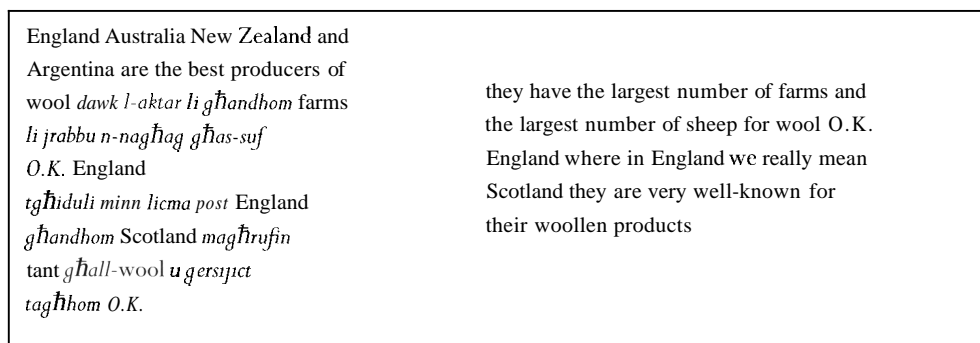 England Australia New Zealand and
Argentina are the best producers of
wool dawk l-aktar li għandhom farms
li jrabbu n-nagħag għas-suf
O.K. England
tgħiduli minn licma post England
għandhom Scotland magħrufin
tant għall-wool u gersijict
tagħhom O.K.
they have the largest number of farms and
the largest number of sheep for wool O.K.
England where in England we really mean
Scotland they are very well-known for
their woollen products